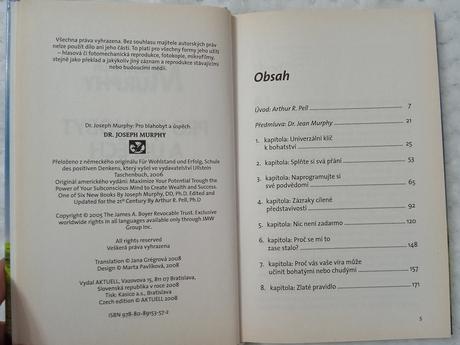 Všechna práva vyhrazena. Bez souhlasu majitele autorských práv
nelze použít dílo ani jeho části. To platí pro všechny formy jeho užití
- hlasová či fotomechanická reprodukce, fotokopie, mikrofilmy,
stejně jako překlad a jakýkoliv jiný záznam a reprodukce stávajícími
nebo budoucími médii.
Dr. Joseph Murphy: Pro blahobyt a úspěch
DR. JOSEPH MURPHY
Přeloženo z německého originálu Für Wohlstand und Erfolg, Schule
des positiven Denkens, který vyšel ve vydavatelství Ullstein
Taschenbuch, 2006
Original amerického vydání: Maximize Your Potential Trough the
Power of Your Subconscious Mind to Create Wealth and Success.
One of Six New Books By Joseph Murphy, DD, Ph.D. Edited and
Updated for the 21st Century By Arthur R. Pell, Ph.D
Copyright © 2005 The James A. Boyer Revocable Trust. Exclusive
worldwide rights in all languages available only through JMW
Group Inc.
All rights reserved
Veškerá práva vyhrazena
Translation © Jana Grégrová 2008
Design © Marta Pavlíková, 2008
Vydal AKTUELL, Vazovova 15, 811 07 Bratislava,
Slovenská republika v roce 2008
Tisk: Kasico a.s., Bratislava
Czech edition © AKTUELL 2008
ISBN 978-80-89153-57-2
Obsah
Úvod: Arthur R. Pell 7
Předmluva: Dr. Jean Murphy 21
1. kapitola: Univerzální klíč
k bohatství 25
2. kapitola: Splňte si svá přání 53
3. kapitola: Naprogramujte si
své podvědomí 65
4. kapitola: Zázraky cílené
představivosti 92
5. kapitola: Nic není zadarmo 120
6. kapitola: Proč se mi to
zase stalo? 148
7. kapitola: Proč vás vaše víra může
učinit bohatými nebo chudými 157
8. kapitola: Zlaté pravidlo 171
5